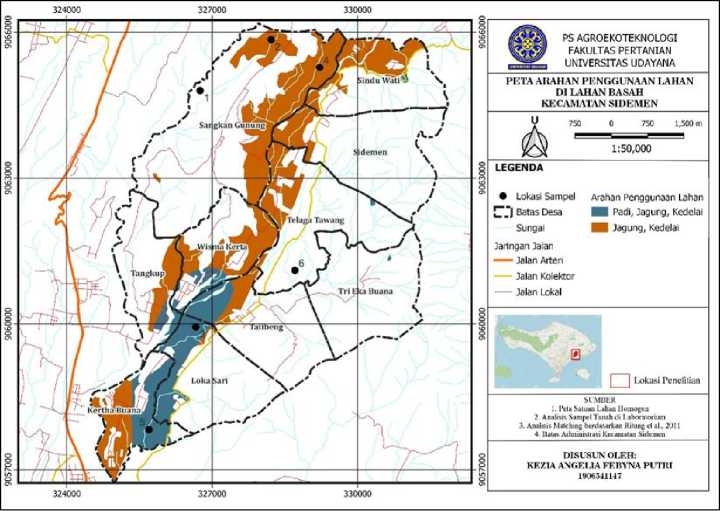 324000
327000
330000
9066000
9066000
2
4
Sindu Wati
1
Sangkan Gunung
Sidemen
9063000
9063000
Telaga Tawang
Wisma Kerta
6
Tangkup
Tri Eka Buana
9060000
9060000
Talibeng
Loka Sari
Kertha Buana
5
9057000
9057000
324000
327000
330000
PS AGROEKOTEKNOLOGI
FAKULTAS PERTANIAN
UNIVERSITAS UDAYANA
PETA ARAHAN PENGGUNAAN LAHAN
DI LAHAN BASAH
KECAMATAN SIDEMEN
U
750 0 750 1,500 m
1:50,000
LEGENDA
Lokasi Sampel
Batas Desa
Sungai
Jaringan Jalan
Jalan Arteri
Jalan Kolektor
Jalan Lokal
Arahan Penggunaan Lahan
Padi, Jagung, Kedelai
Jagung, Kedelai
Lokasi Penelitian
SUMBER
1. Peta Satuan Lahan Homogen
2. Analisis Sampel Tanah di Laboratorium
3. Analisis Matching berdasarkan Ritung et al., 2011
4. Batas Administrasi Kecamatan Sidemen
DISUSUN OLEH:
KEZIA ANGELIA FEBYNA PUTRI
1906541147